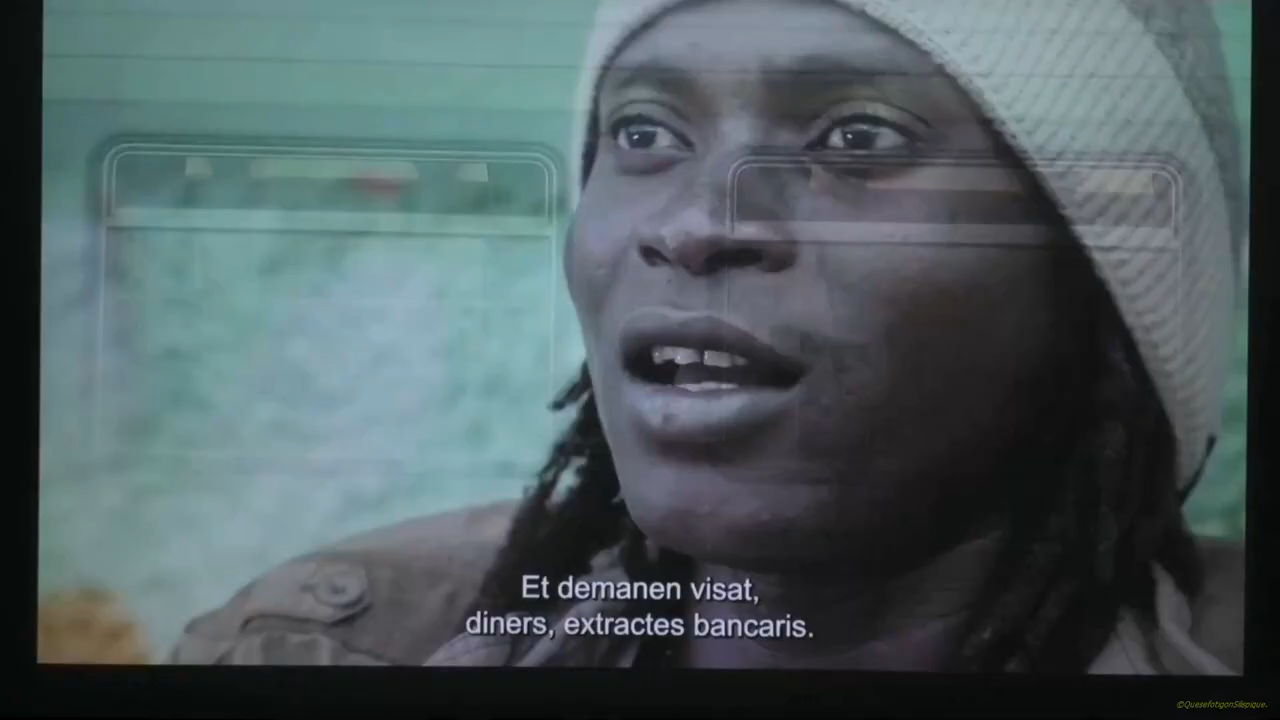 Et demanen visat,
diners, extractes bancaris.